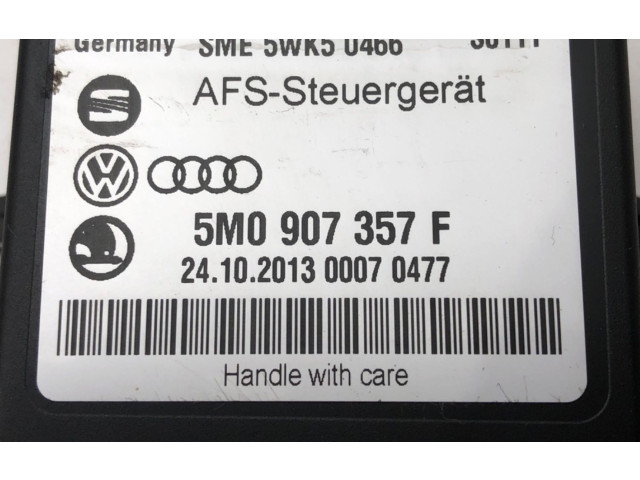 Germany SME 5WK5 0466
AFS-Steuergerät
5M0 907 357 F
24.10.2013 0007 0477
Handle with care